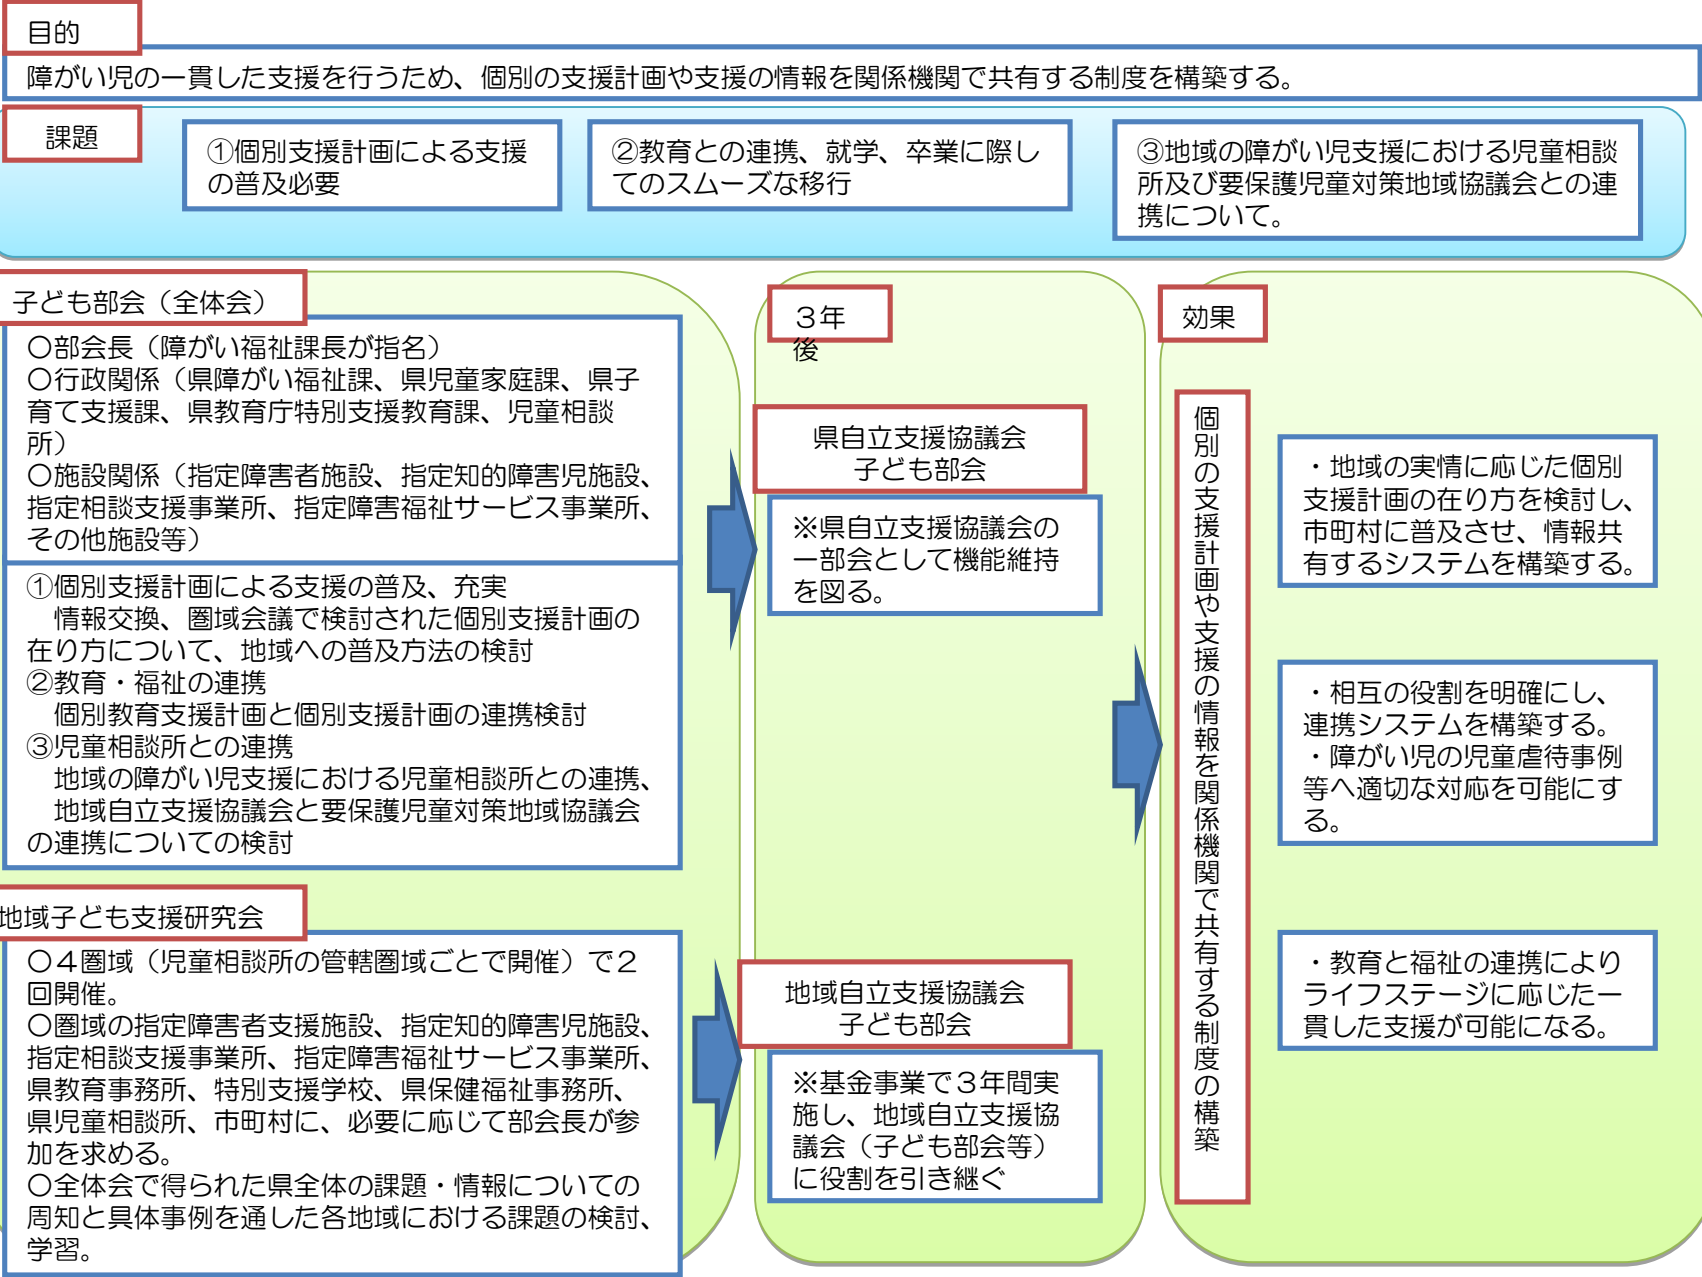 目的
障がい児の一貫した支援を行うため、個別の支援計画や支援の情報を関係機関で共有する制度を構築する。
課題
①個別支援計画による支援
の普及必要
②教育との連携、就学、卒業に際し
てのスムーズな移行
③地域の障がい児支援における児童相談
所及び要保護児童対策地域協議会との連
携について。
子ども部会（全体会）
〇部会長（障がい福祉課長が指名）
〇行政関係（県障がい福祉課、県児童家庭課、県子
育て支援課、県教育庁特別支援教育課、児童相談
所）
〇施設関係（指定障害者施設、指定知的障害児施設、
指定相談支援事業所、指定障害福祉サービス事業所、
その他施設等）
①個別支援計画による支援の普及、充実
　情報交換、圏域会議で検討された個別支援計画の
在り方について、地域への普及方法の検討
②教育・福祉の連携
　個別教育支援計画と個別支援計画の連携検討
③児童相談所との連携
　地域の障がい児支援における児童相談所との連携、
　地域自立支援協議会と要保護児童対策地域協議会
の連携についての検討
地域子ども支援研究会
〇４圏域（児童相談所の管轄圏域ごとで開催）で２
回開催。
〇圏域の指定障害者支援施設、指定知的障害児施設、
指定相談支援事業所、指定障害福祉サービス事業所、
県教育事務所、特別支援学校、県保健福祉事務所、
県児童相談所、市町村に、必要に応じて部会長が参
加を求める。
〇全体会で得られた県全体の課題・情報についての
周知と具体事例を通した各地域における課題の検討、
学習。
３年
後
県自立支援協議会
子ども部会
※県自立支援協議会の
一部会として機能維持
を図る。
地域自立支援協議会
子ども部会
※基金事業で３年間実
施し、地域自立支援協
議会（子ども部会等）
に役割を引き継ぐ
効果
個別の支援計画や支援の情報を関係機関で共有する制度の構築
・地域の実情に応じた個別
支援計画の在り方を検討し、
市町村に普及させ、情報共
有するシステムを構築する。
・相互の役割を明確にし、
連携システムを構築する。
・障がい児の児童虐待事例
等へ適切な対応を可能にす
る。
・教育と福祉の連携により
ライフステージに応じた一
貫した支援が可能になる。